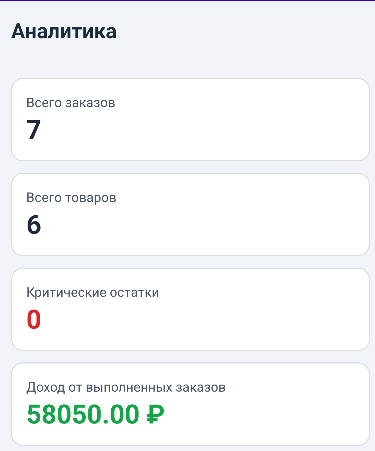 Аналитика
Всего заказов
7
Всего товаров
6
Критические остатки
0
Доход от выполненных заказов
58050.00 ₽